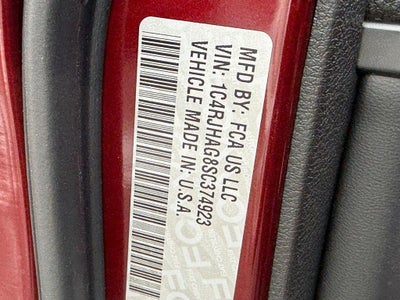 MFD BY: FCA US LLC
VIN: 1C4RJHAG8SC374923
VEHICLE MADE IN: U.S.A.